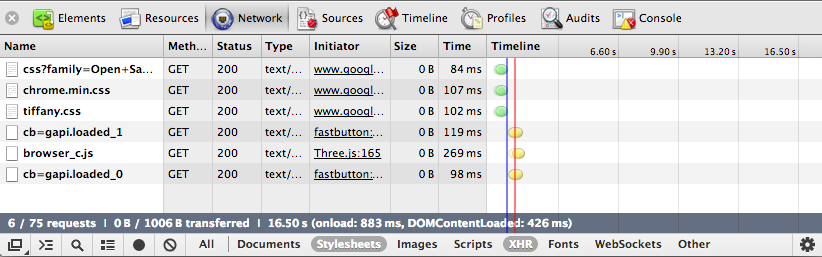 Elements Resources Network Sources Timeline Profiles Audits Console
Name Meth… Status Type Initiator Size Time Timeline 6.60 s 9.90 s 13.20 s 16.50 s
css?family=Open+Sa… GET 200 text/… www.googl… 0 B 84 ms
chrome.min.css GET 200 text/… www.googl… 0 B 107 ms
tiffany.css GET 200 text/… www.googl… 0 B 102 ms
cb=gapi.loaded_1 GET 200 text/… fastbutton:… 0 B 119 ms
browser_c.js GET 200 text/… Three.js:165 0 B 269 ms
cb=gapi.loaded_0 GET 200 text/… fastbutton:… 0 B 98 ms
6 / 75 requests | 0 B / 1006 B transferred | 16.50 s (onload: 883 ms, DOMContentLoaded: 426 ms)
All Documents Stylesheets Images Scripts XHR Fonts WebSockets Other